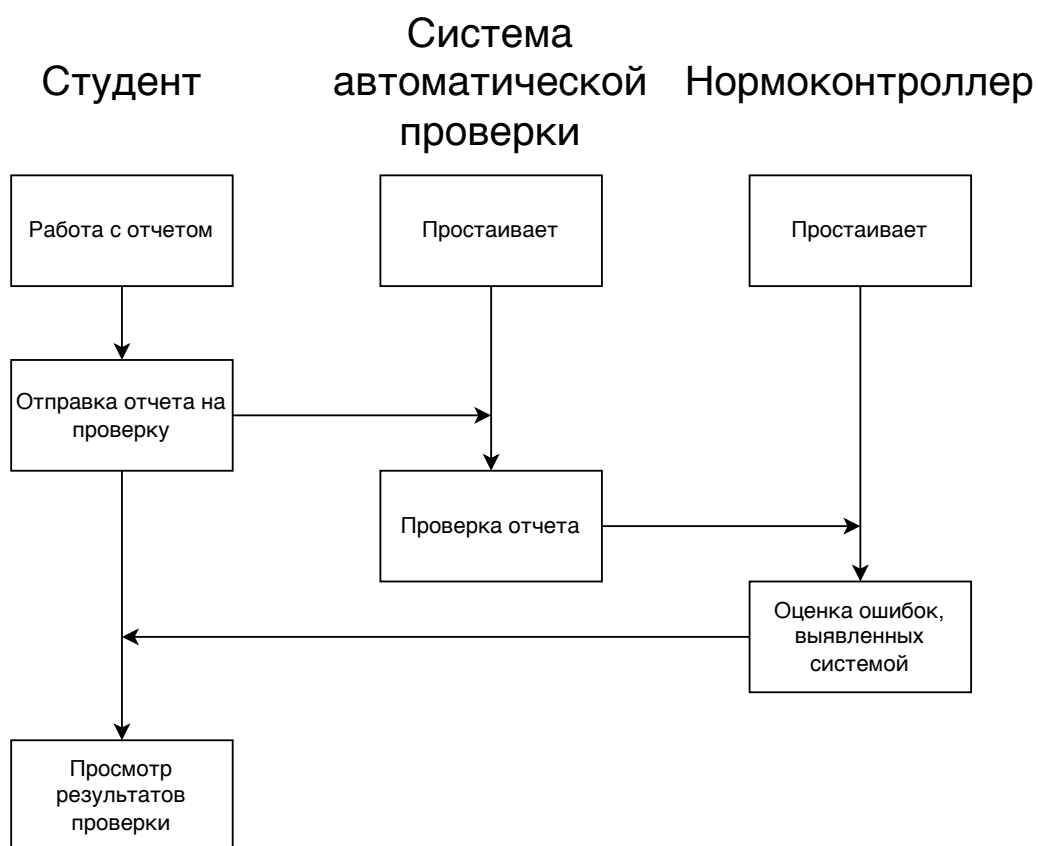 Студент
Система
автоматической
проверки
Нормоконтроллер
Работа с отчетом
Простаивает
Простаивает
Отправка отчета на
проверку
Проверка отчета
Оценка ошибок,
выявленных
системой
Просмотр
результатов
проверки